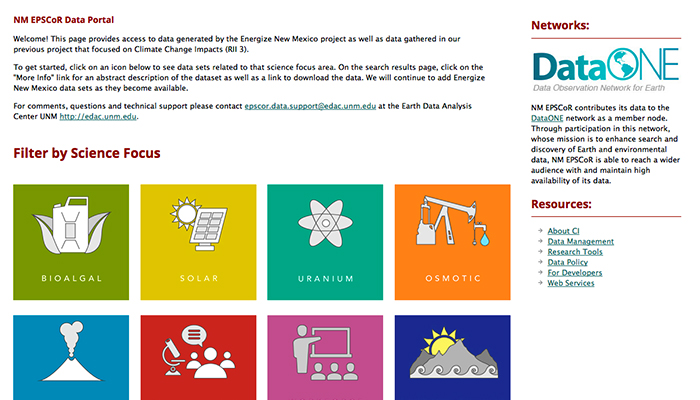 NM EPSCoR Data Portal
Welcome! This page provides access to data generated by the Energize New Mexico project as well as data gathered in our
previous project that focused on Climate Change Impacts (RII 3).
To get started, click on an icon below to see data sets related to that science focus area. On the search results page, click on the
"More Info" link for an abstract description of the dataset as well as a link to download the data. We will continue to add Energize
New Mexico data sets as they become available.
For comments, questions and technical support please contact epscor.data.support@edac.unm.edu at the Earth Data Analysis
Center UNM http://edac.unm.edu.
Filter by Science Focus
BIOALGAL
SOLAR
URANIUM
OSMOTIC
Networks:
DataONE
Data Observation Network for Earth
NM EPSCoR contributes its data to the
DataONE network as a member node.
Through participation in this network,
whose mission is to enhance search and
discovery of Earth and environmental
data, NM EPSCoR is able to reach a wider
audience with and maintain high
availability of its data.
Resources:
About CI
Data Management
Research Tools
Data Policy
For Developers
Web Services